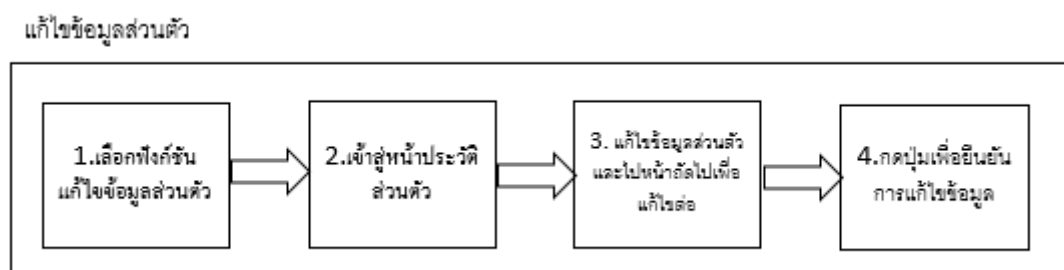 แก้ไขข้อมูลส่วนตัว
1.เลือกฟังก์ชัน
แก้ไขข้อมูลส่วนตัว
2.เข้าสู่หน้าประวัติ
ส่วนตัว
3. แก้ไขข้อมูลส่วนตัว
และไปหน้าถัดไปเพื่อ
แก้ไขต่อ
4.กดปุ่มเพื่อยืนยัน
การแก้ไขข้อมูล